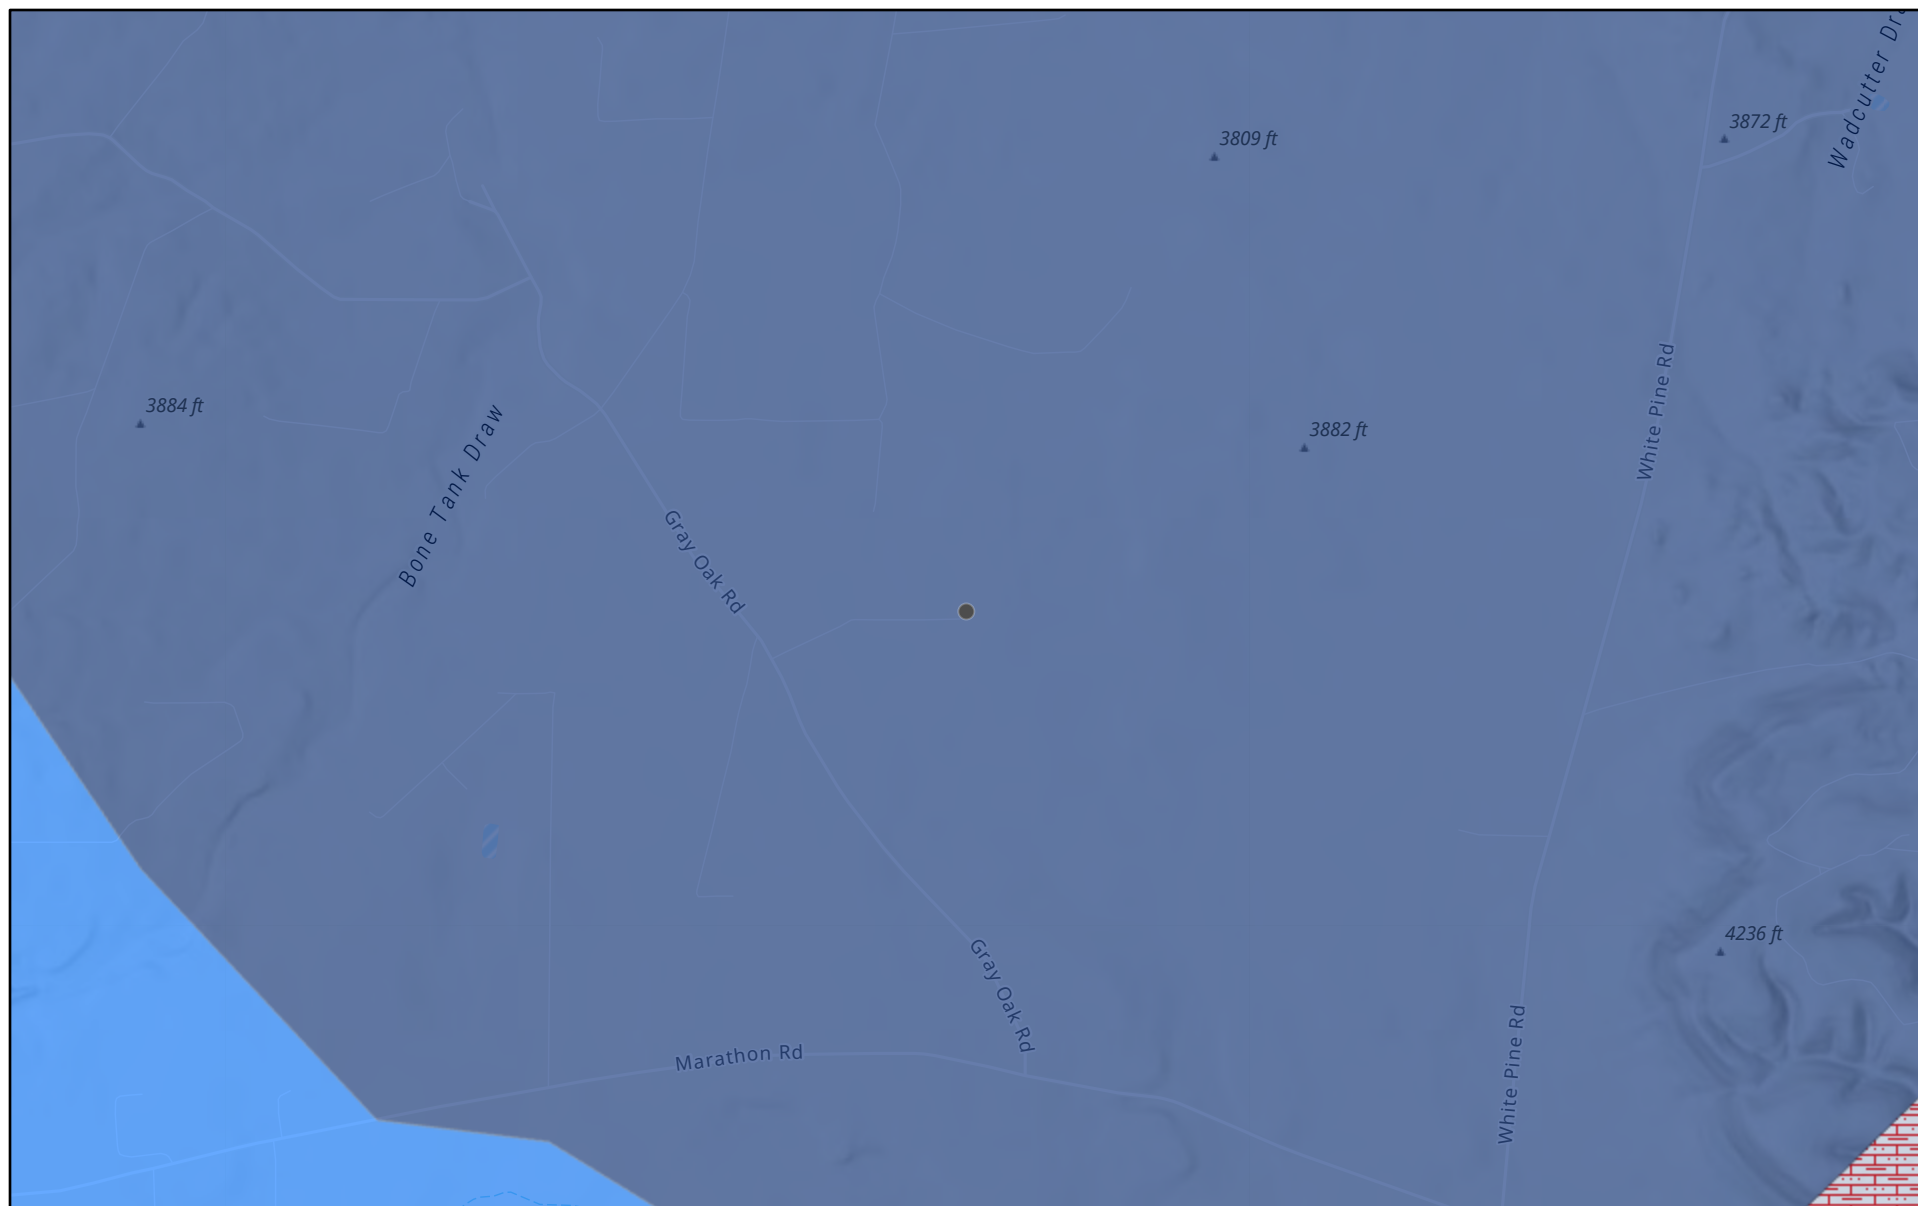 Wadcutter Dr
3872 ft
3809 ft
White Pine Rd
3884 ft
3882 ft
Bone Tank Draw
Gray Oak Rd
4236 ft
Gray Oak Rd
White Pine Rd
Marathon Rd